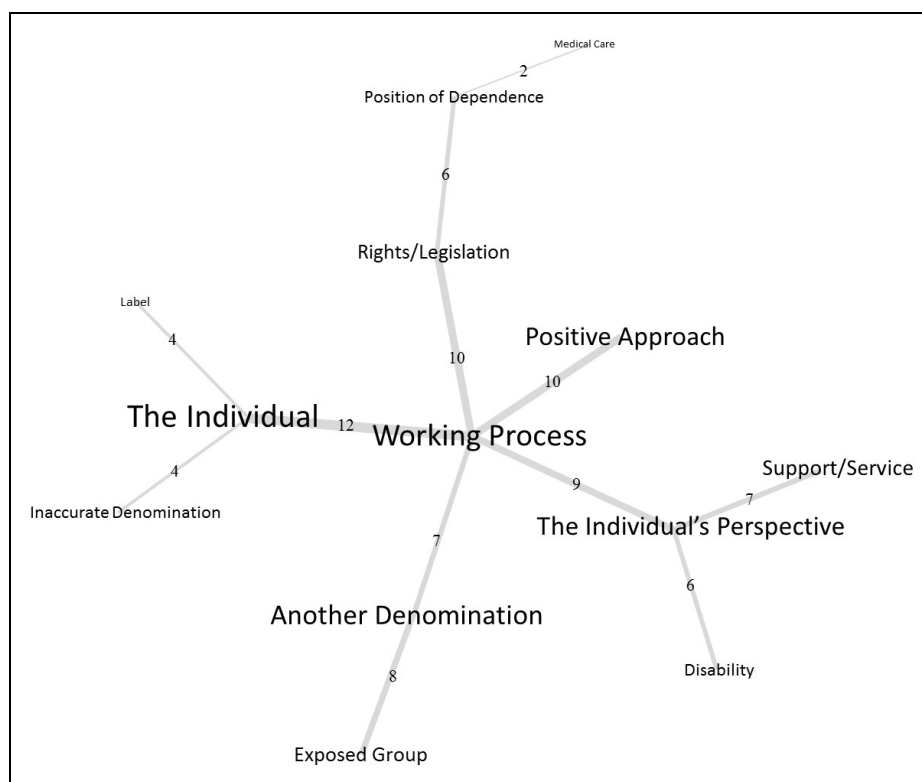 Medical Care
2
Position of Dependence
6
Rights/Legislation
Label
4
Positive Approach
10
10
The Individual
12
Working Process
4
Support/Service
9
7
Inaccurate Denomination
The Individual’s Perspective
7
6
Another Denomination
8
Disability
Exposed Group